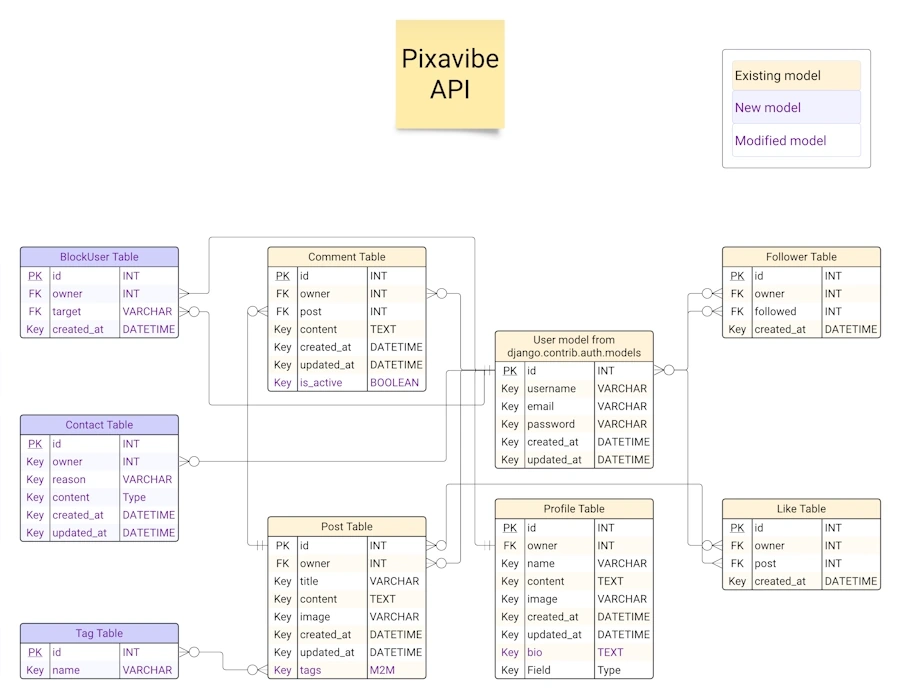 Pixavibe
API
Existing model
New model
Modified model
BlockUser Table
PK id INT
FK owner INT
FK target VARCHAR
Key created_at DATETIME
Comment Table
PK id INT
FK owner INT
FK post INT
Key content TEXT
Key created_at DATETIME
Key updated_at DATETIME
Key is_active BOOLEAN
Follower Table
PK id INT
FK owner INT
FK followed INT
Key created_at DATETIME
User model from
django.contrib.auth.models
PK id INT
Key username VARCHAR
Key email VARCHAR
Key password VARCHAR
Key created_at DATETIME
Key updated_at DATETIME
Contact Table
PK id INT
Key owner INT
Key reason VARCHAR
Key content Type
Key created_at DATETIME
Key updated_at DATETIME
Post Table
PK id INT
FK owner INT
Key title VARCHAR
Key content TEXT
Key image VARCHAR
Key created_at DATETIME
Key updated_at DATETIME
Key tags M2M
Profile Table
PK id INT
FK owner INT
Key name VARCHAR
Key content TEXT
Key image VARCHAR
Key created_at DATETIME
Key updated_at DATETIME
Key bio TEXT
Key Field Type
Like Table
PK id INT
FK owner INT
FK post INT
Key created_at DATETIME
Tag Table
PK id INT
Key name VARCHAR